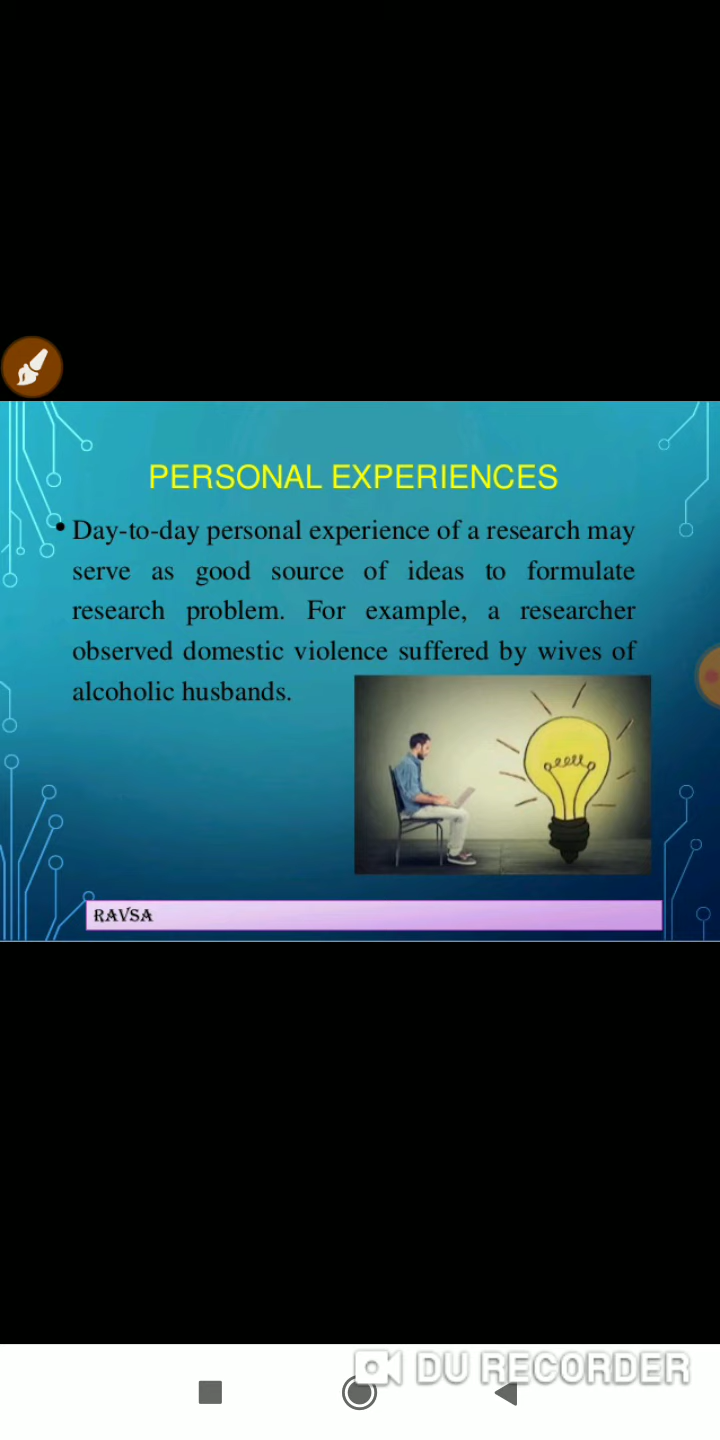 PERSONAL EXPERIENCES
• Day-to-day personal experience of a research may
serve as good source of ideas to formulate
research problem. For example, a researcher
observed domestic violence suffered by wives of
alcoholic husbands.
RAVSA
DU RECORDER